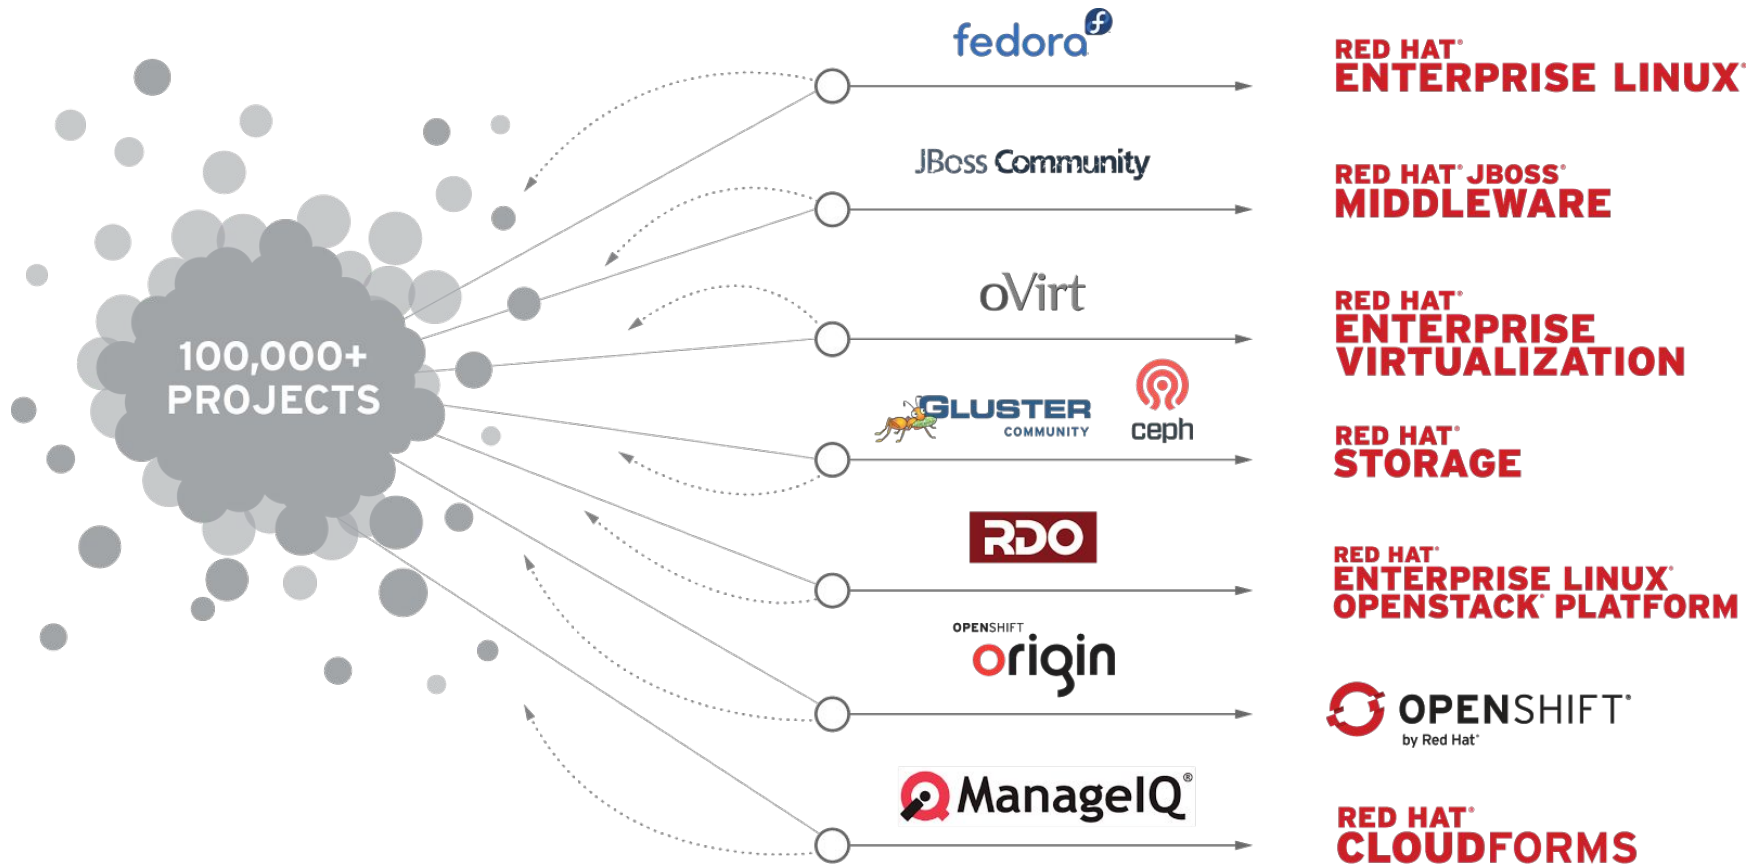 100,000+
PROJECTS
fedora
RED HAT®
ENTERPRISE LINUX®
JBoss Community
RED HAT® JBOSS®
MIDDLEWARE
oVirt
RED HAT®
ENTERPRISE
VIRTUALIZATION
GLUSTER
COMMUNITY
ceph
RED HAT®
STORAGE
RDO
RED HAT®
ENTERPRISE LINUX®
OPENSTACK® PLATFORM
OPENSHIFT
origin
OPENSHIFT®
by Red Hat®
ManageIQ®
RED HAT®
CLOUDFORMS